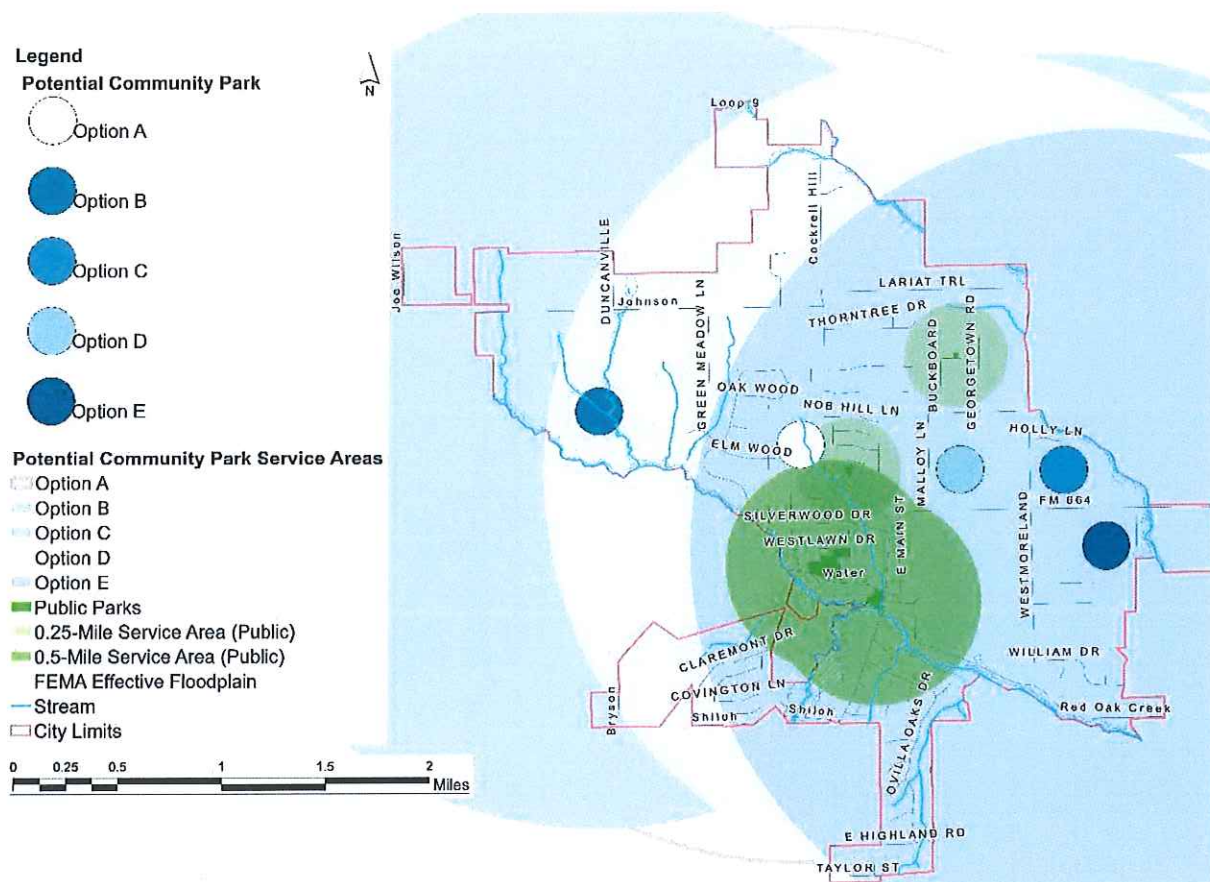 Legend
Potential Community Park
N
Option A
Option B
Option C
Option D
Option E
Potential Community Park Service Areas
Option A
Option B
Option C
Option D
Option E
Public Parks
0.25-Mile Service Area (Public)
0.5-Mile Service Area (Public)
FEMA Effective Floodplain
Stream
City Limits
0 0.25 0.5 1 1.5 2
Miles
Loop 9
Cockrell Hill
Joe Wilson
DUNCANVILLE
Johnson
GREEN MEADOW LN
LARIAT TRL
THORNTREE DR
BUCKBOARD
GEORGETOWN RD
OAK WOOD
NOB HILL LN
ELM WOOD
MALLOY LN
HOLLY LN
FM 664
SILVERWOOD DR
WESTLAWN DR
E MAIN ST
Water
WESTMORELAND
CLAREMONT DR
WILLIAM DR
COVINGTON LN
Bryson
Shiloh
Shiloh
OVILLA OAKS DR
Red Oak Creek
E HIGHLAND RD
TAYLOR ST